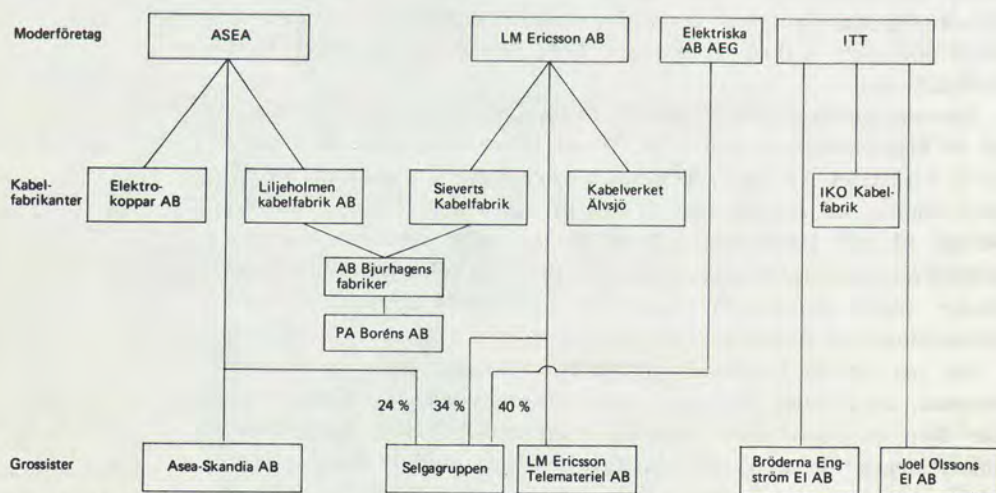 Moderföretag
ASEA
LM Ericsson AB
Elektriska
AB AEG
ITT
Kabel-
fabrikanter
Elektro-
koppar AB
Liljeholmen
kabelfabrik AB
Sieverts
Kabelfabrik
Kabelverket
Älvsjö
IKO Kabel-
fabrik
AB Bjurhagens
fabriker
PA Boréns AB
24 %
34 %
40 %
Grossister
Asea-Skandia AB
Selgagruppen
LM Ericsson
Telemateriel AB
Bröderna Eng-
ström El AB
Joel Olssons
El AB